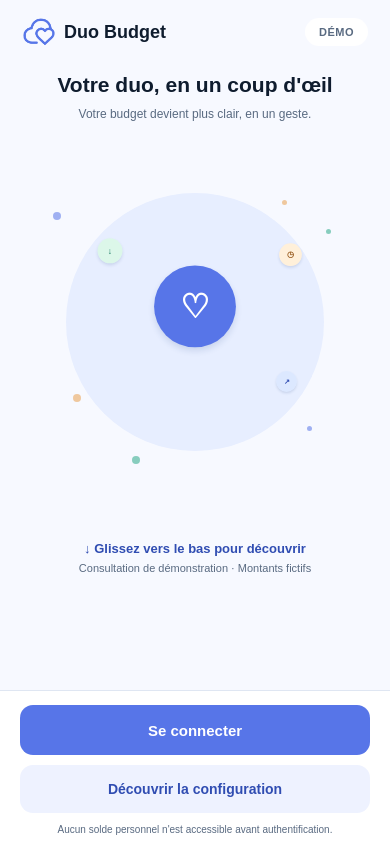 Duo Budget
DÉMO
Votre duo, en un coup d'œil
Votre budget devient plus clair, en un geste.
↓ Glissez vers le bas pour découvrir
Consultation de démonstration · Montants fictifs
Se connecter
Découvrir la configuration
Aucun solde personnel n'est accessible avant authentification.